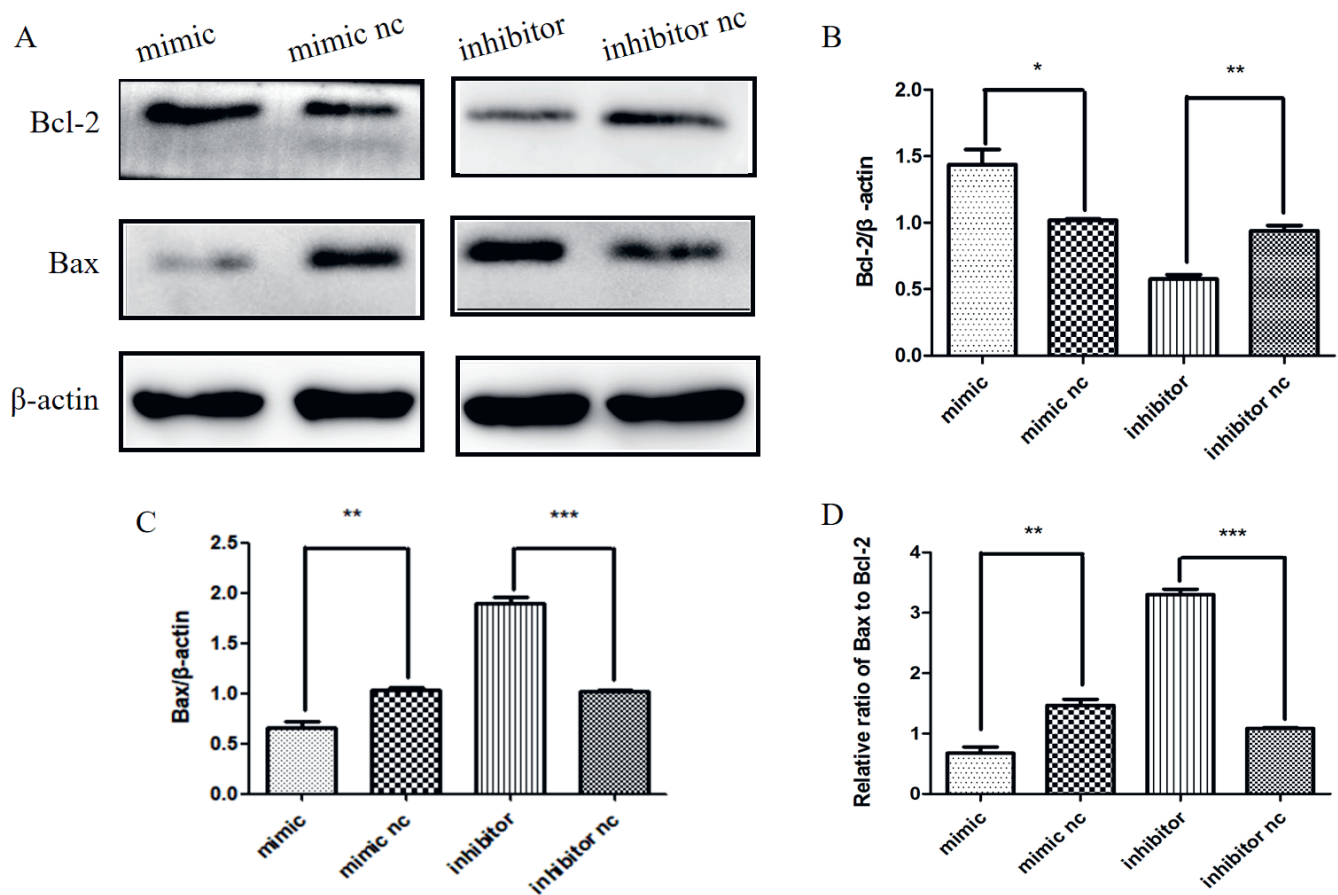 A
mimic
mimic nc
inhibitor
inhibitor nc
Bcl-2
Bax
β-actin
B
*
**
Bcl-2/β -actin
2.0
1.5
1.0
0.5
0.0
mimic
mimic nc
inhibitor
inhibitor nc
C
**
***
Bax/β-actin
2.5
2.0
1.5
1.0
0.5
0.0
mimic
mimic nc
inhibitor
inhibitor nc
D
**
***
Relative ratio of Bax to Bcl-2
4
3
2
1
0
mimic
mimic nc
inhibitor
inhibitor nc